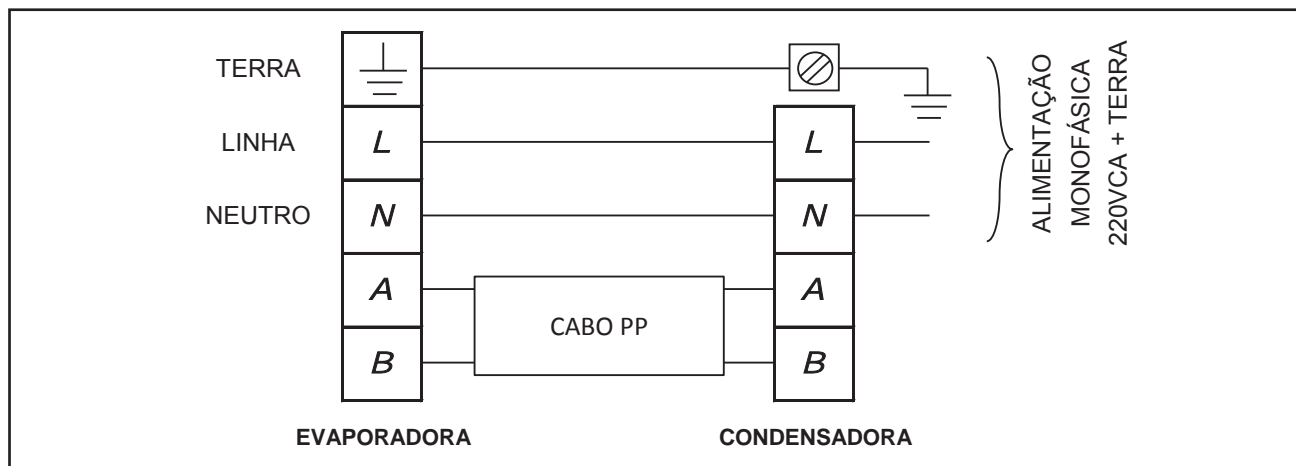 TERRA
LINHA
L
L
NEUTRO
N
N
A
A
CABO PP
B
B
EVAPORADORA
CONDENSADORA
ALIMENTAÇÃO
MONOFÁSICA
220VCA + TERRA